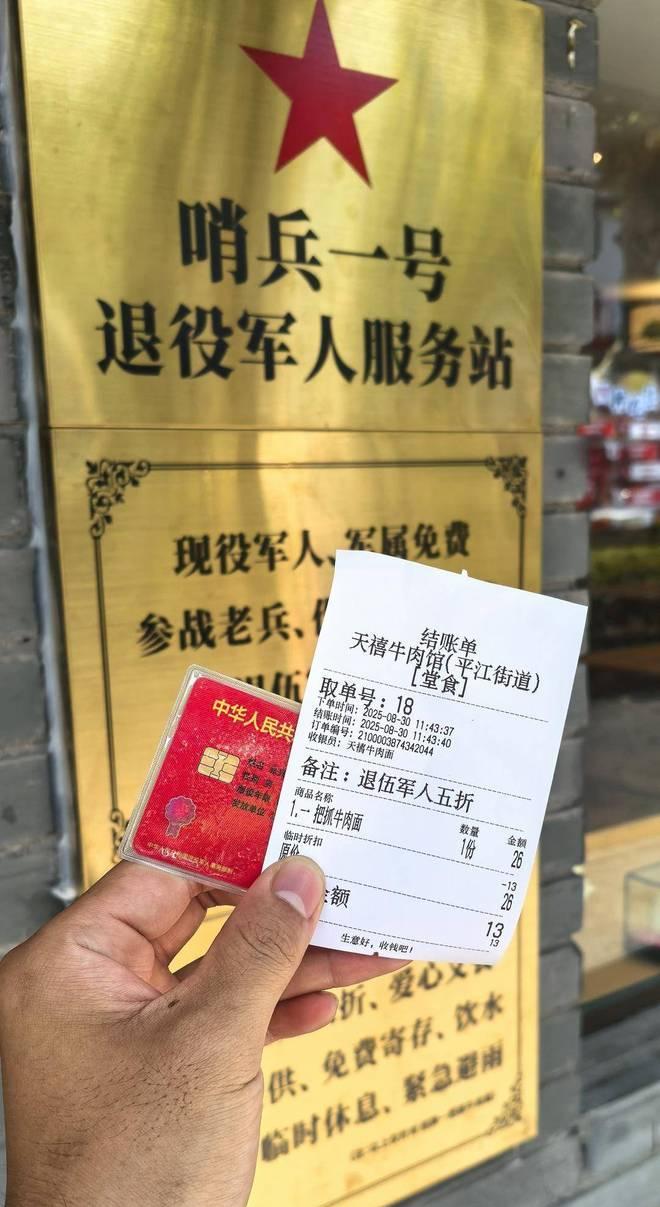 哨兵一号
退役军人服务站
现役军人、军属免费
参战老兵、
退伍
结账单
天禧牛肉馆(平江街道)
[堂食]
取单号：18
下单时间：2025-08-30 11:43:37
结账时间：2025-08-30 11:43:40
订单编号：2100003874342044
收银员：天禧牛肉面
备注：退伍军人五折
商品名称 数量 金额
1.一把抓牛肉面 1份 26
临时折扣 -13
原价 26
金额 13
13
生意好，收钱吧！
中华人民共
折、爱心
供、免费寄存、饮水
临时休息、紧急避雨